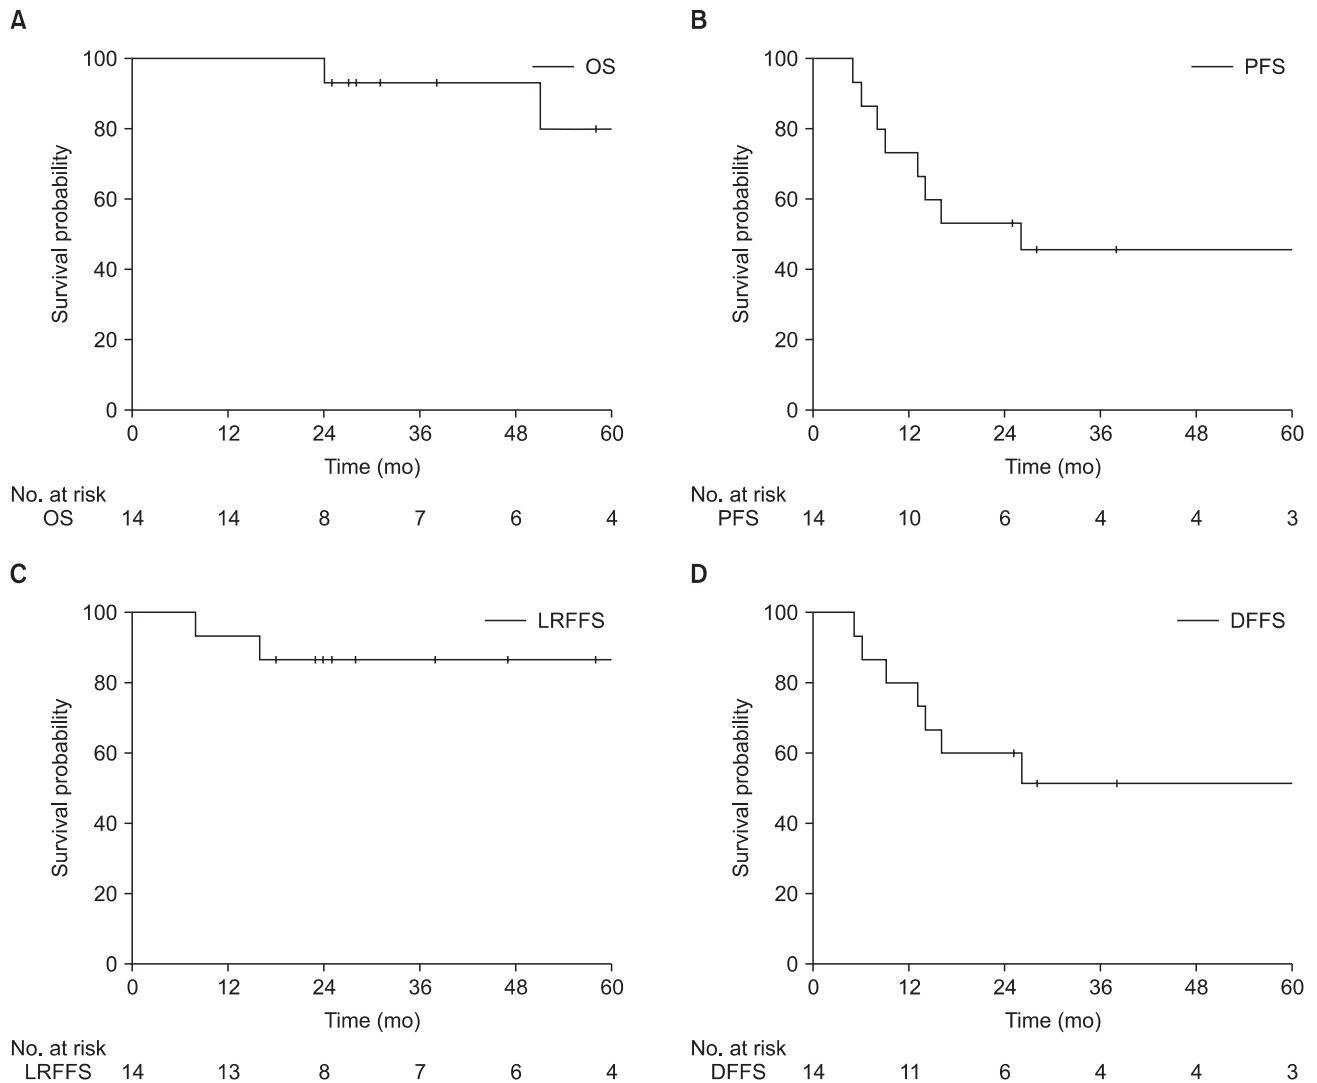 A
OS
100
80
60
40
20
0
Survival probability
0 12 24 36 48 60
Time (mo)
No. at risk
OS 14 14 8 7 6 4
B
PFS
100
80
60
40
20
0
Survival probability
0 12 24 36 48 60
Time (mo)
No. at risk
PFS 14 10 6 4 4 3
C
LRFFS
100
80
60
40
20
0
Survival probability
0 12 24 36 48 60
Time (mo)
No. at risk
LRFFS 14 13 8 7 6 4
D
DFFS
100
80
60
40
20
0
Survival probability
0 12 24 36 48 60
Time (mo)
No. at risk
DFFS 14 11 6 4 4 3